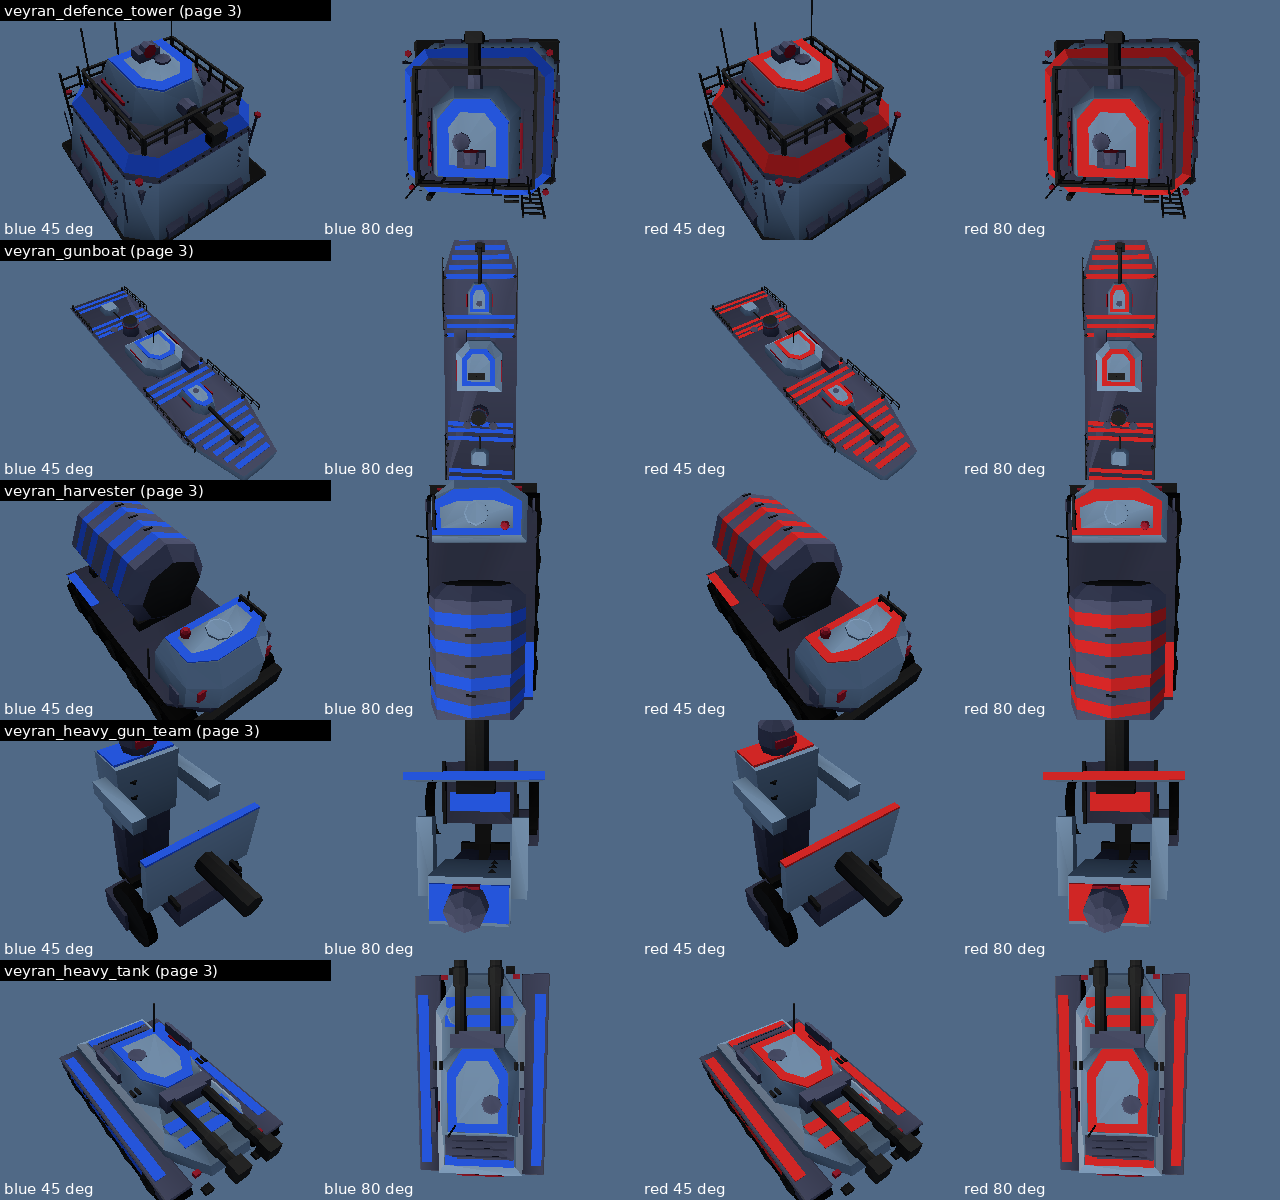 veyran_defence_tower (page 3)
blue 45 deg
blue 80 deg
red 45 deg
red 80 deg
veyran_gunboat (page 3)
blue 45 deg
blue 80 deg
red 45 deg
red 80 deg
veyran_harvester (page 3)
blue 45 deg
blue 80 deg
red 45 deg
red 80 deg
veyran_heavy_gun_team (page 3)
blue 45 deg
blue 80 deg
red 45 deg
red 80 deg
veyran_heavy_tank (page 3)
blue 45 deg
blue 80 deg
red 45 deg
red 80 deg